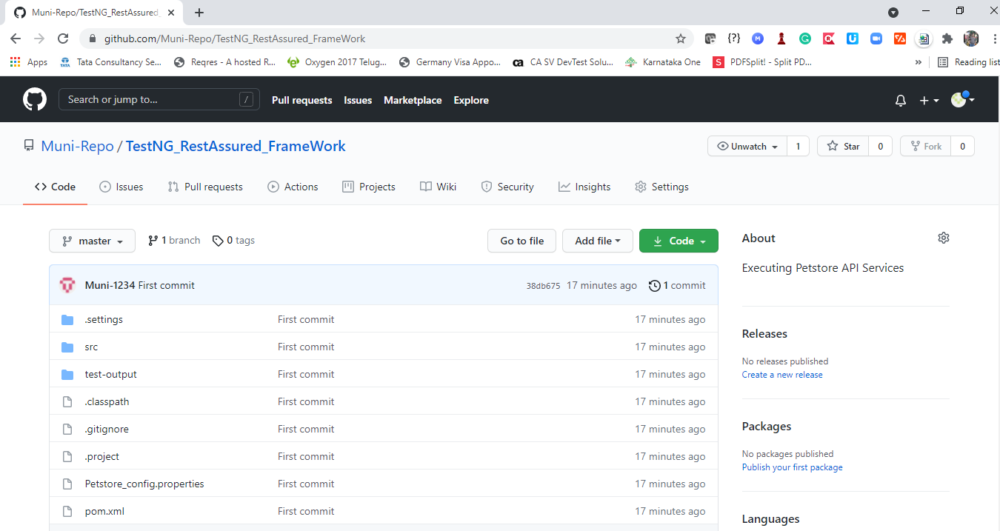 Muni-Repo/TestNG_RestAssured_
github.com/Muni-Repo/TestNG_RestAssured_FrameWork
Apps Tata Consultancy Se... Reqres - A hosted R... Oxygen 2017 Telug... Germany Visa Appo... CA SV DevTest Solu... Karnataka One PDFSplit! - Split PD... » Reading list
Search or jump to... / Pull requests Issues Marketplace Explore
Muni-Repo / TestNG_RestAssured_FrameWork Unwatch 1 Star 0 Fork 0
Code Issues Pull requests Actions Projects Wiki Security Insights Settings
master 1 branch 0 tags Go to file Add file Code
About
Executing Petstore API Services
Muni-1234 First commit 38db675 17 minutes ago 1 commit
.settings First commit 17 minutes ago
src First commit 17 minutes ago
test-output First commit 17 minutes ago
.classpath First commit 17 minutes ago
.gitignore First commit 17 minutes ago
.project First commit 17 minutes ago
Petstore_config.properties First commit 17 minutes ago
pom.xml First commit 17 minutes ago
Releases
No releases published
Create a new release
Packages
No packages published
Publish your first package
Languages